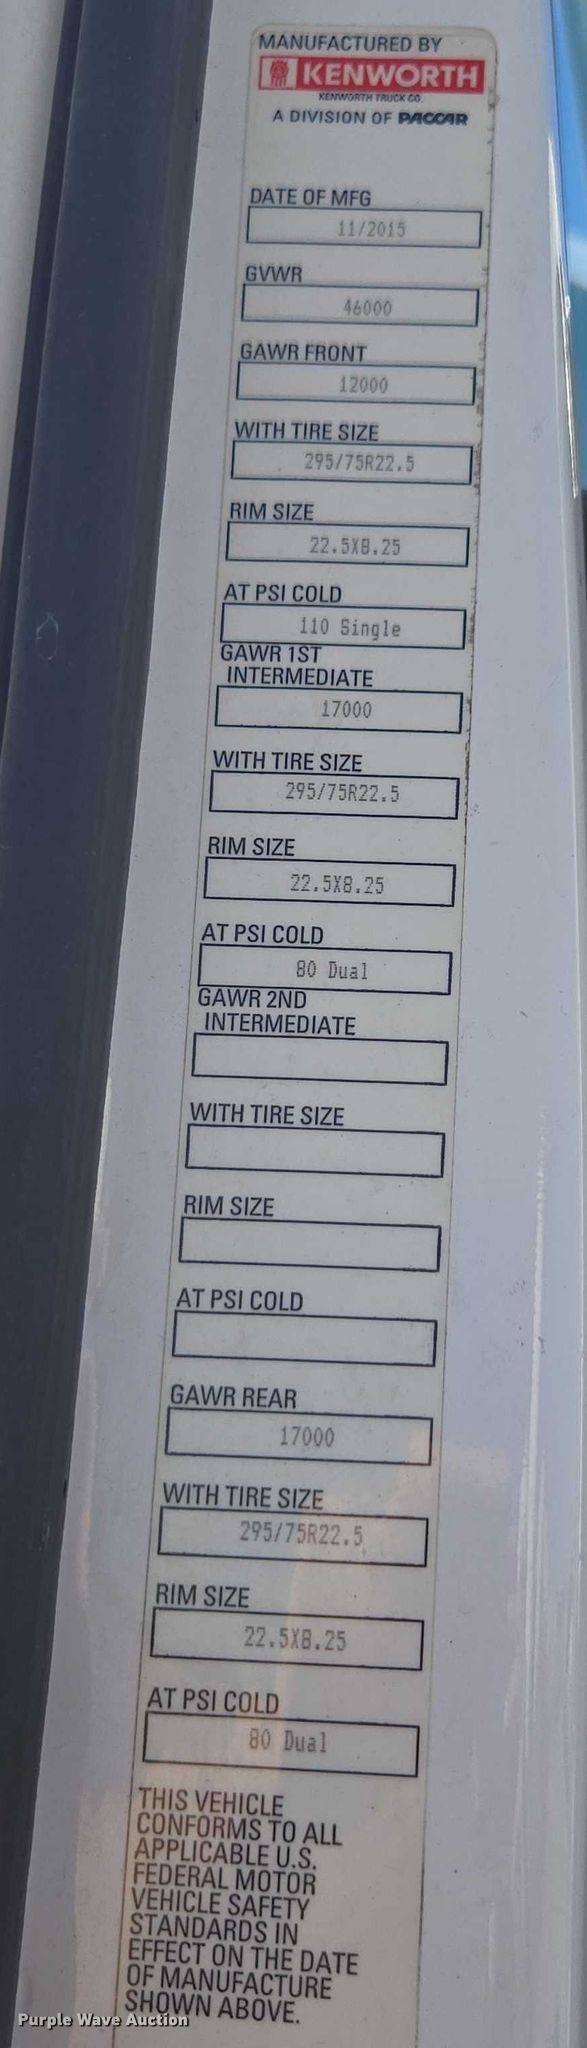 MANUFACTURED BY
KENWORTH
KENWORTH TRUCK CO.
A DIVISION OF PACCAR
DATE OF MFG
11/2015
GVWR
46000
GAWR FRONT
12000
WITH TIRE SIZE
295/75R22.5
RIM SIZE
22.5X8.25
AT PSI COLD
110 Single
GAWR 1ST
INTERMEDIATE
17000
WITH TIRE SIZE
295/75R22.5
RIM SIZE
22.5X8.25
AT PSI COLD
80 Dual
GAWR 2ND
INTERMEDIATE
WITH TIRE SIZE
RIM SIZE
AT PSI COLD
GAWR REAR
17000
WITH TIRE SIZE
295/75R22.5
RIM SIZE
22.5X8.25
AT PSI COLD
80 Dual
THIS VEHICLE
CONFORMS TO ALL
APPLICABLE U.S.
FEDERAL MOTOR
VEHICLE SAFETY
STANDARDS IN
EFFECT ON THE DATE
OF MANUFACTURE
SHOWN ABOVE.
Purple Wave Auction